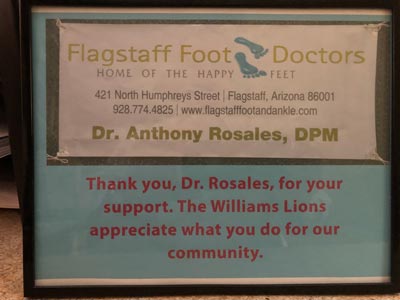 Flagstaff Foot Doctors
HOME OF THE HAPPY FEET
421 North Humphreys Street | Flagstaff, Arizona 86001
928.774.4825 | www.flagstafffootandankle.com
Dr. Anthony Rosales, DPM
Thank you, Dr. Rosales, for your
support. The Williams Lions
appreciate what you do for our
community.